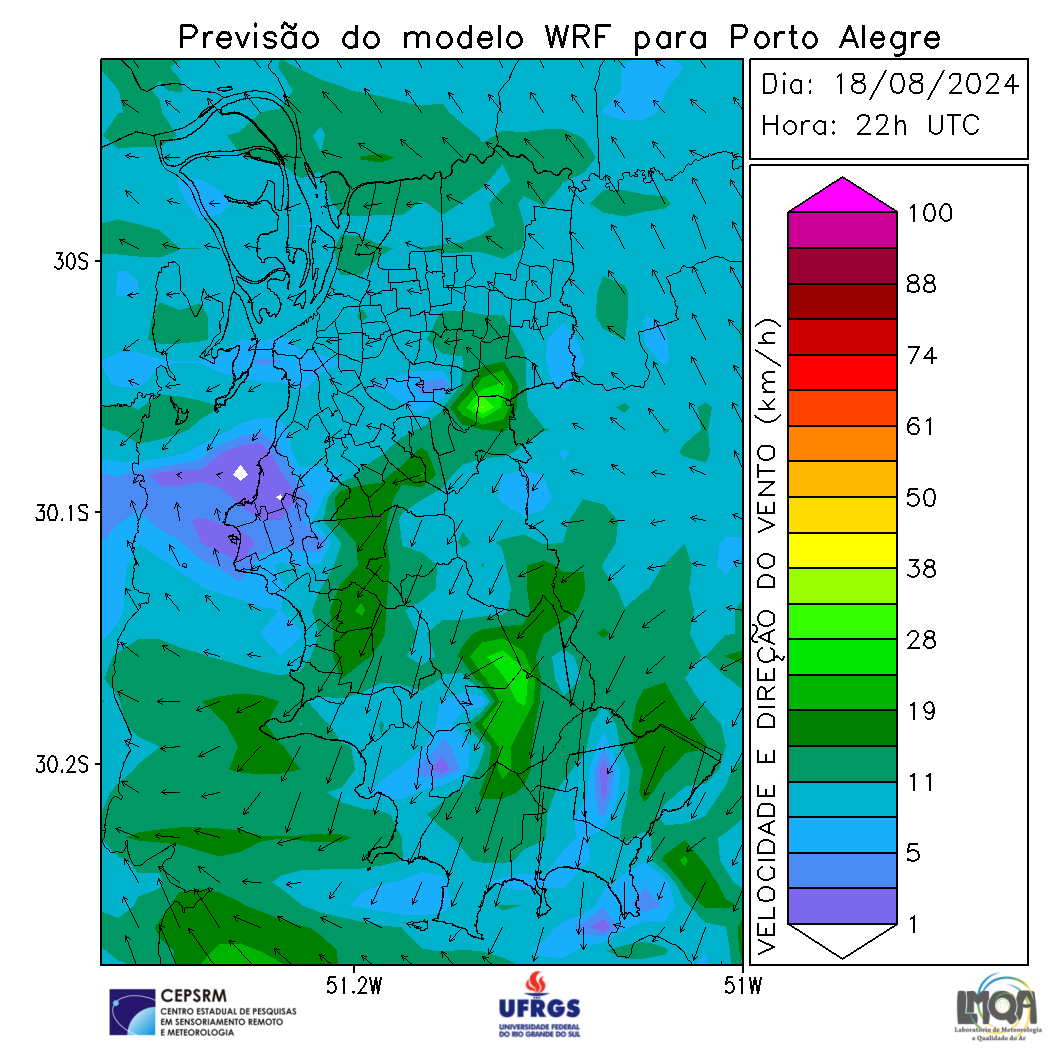 Previsão do modelo WRF para Porto Alegre
Dia: 18/08/2024
Hora: 22h UTC
30S
30.1S
30.2S
51.2W
51W
VELOCIDADE E DIREÇÃO DO VENTO (km/h)
100
88
74
61
50
38
28
19
11
5
1
CEPSRM
CENTRO ESTADUAL DE PESQUISAS
EM SENSORIAMENTO REMOTO
E METEOROLOGIA
UFRGS
UNIVERSIDADE FEDERAL
DO RIO GRANDE DO SUL
LMQA
Laboratório de Meteorologia
e Qualidade do Ar